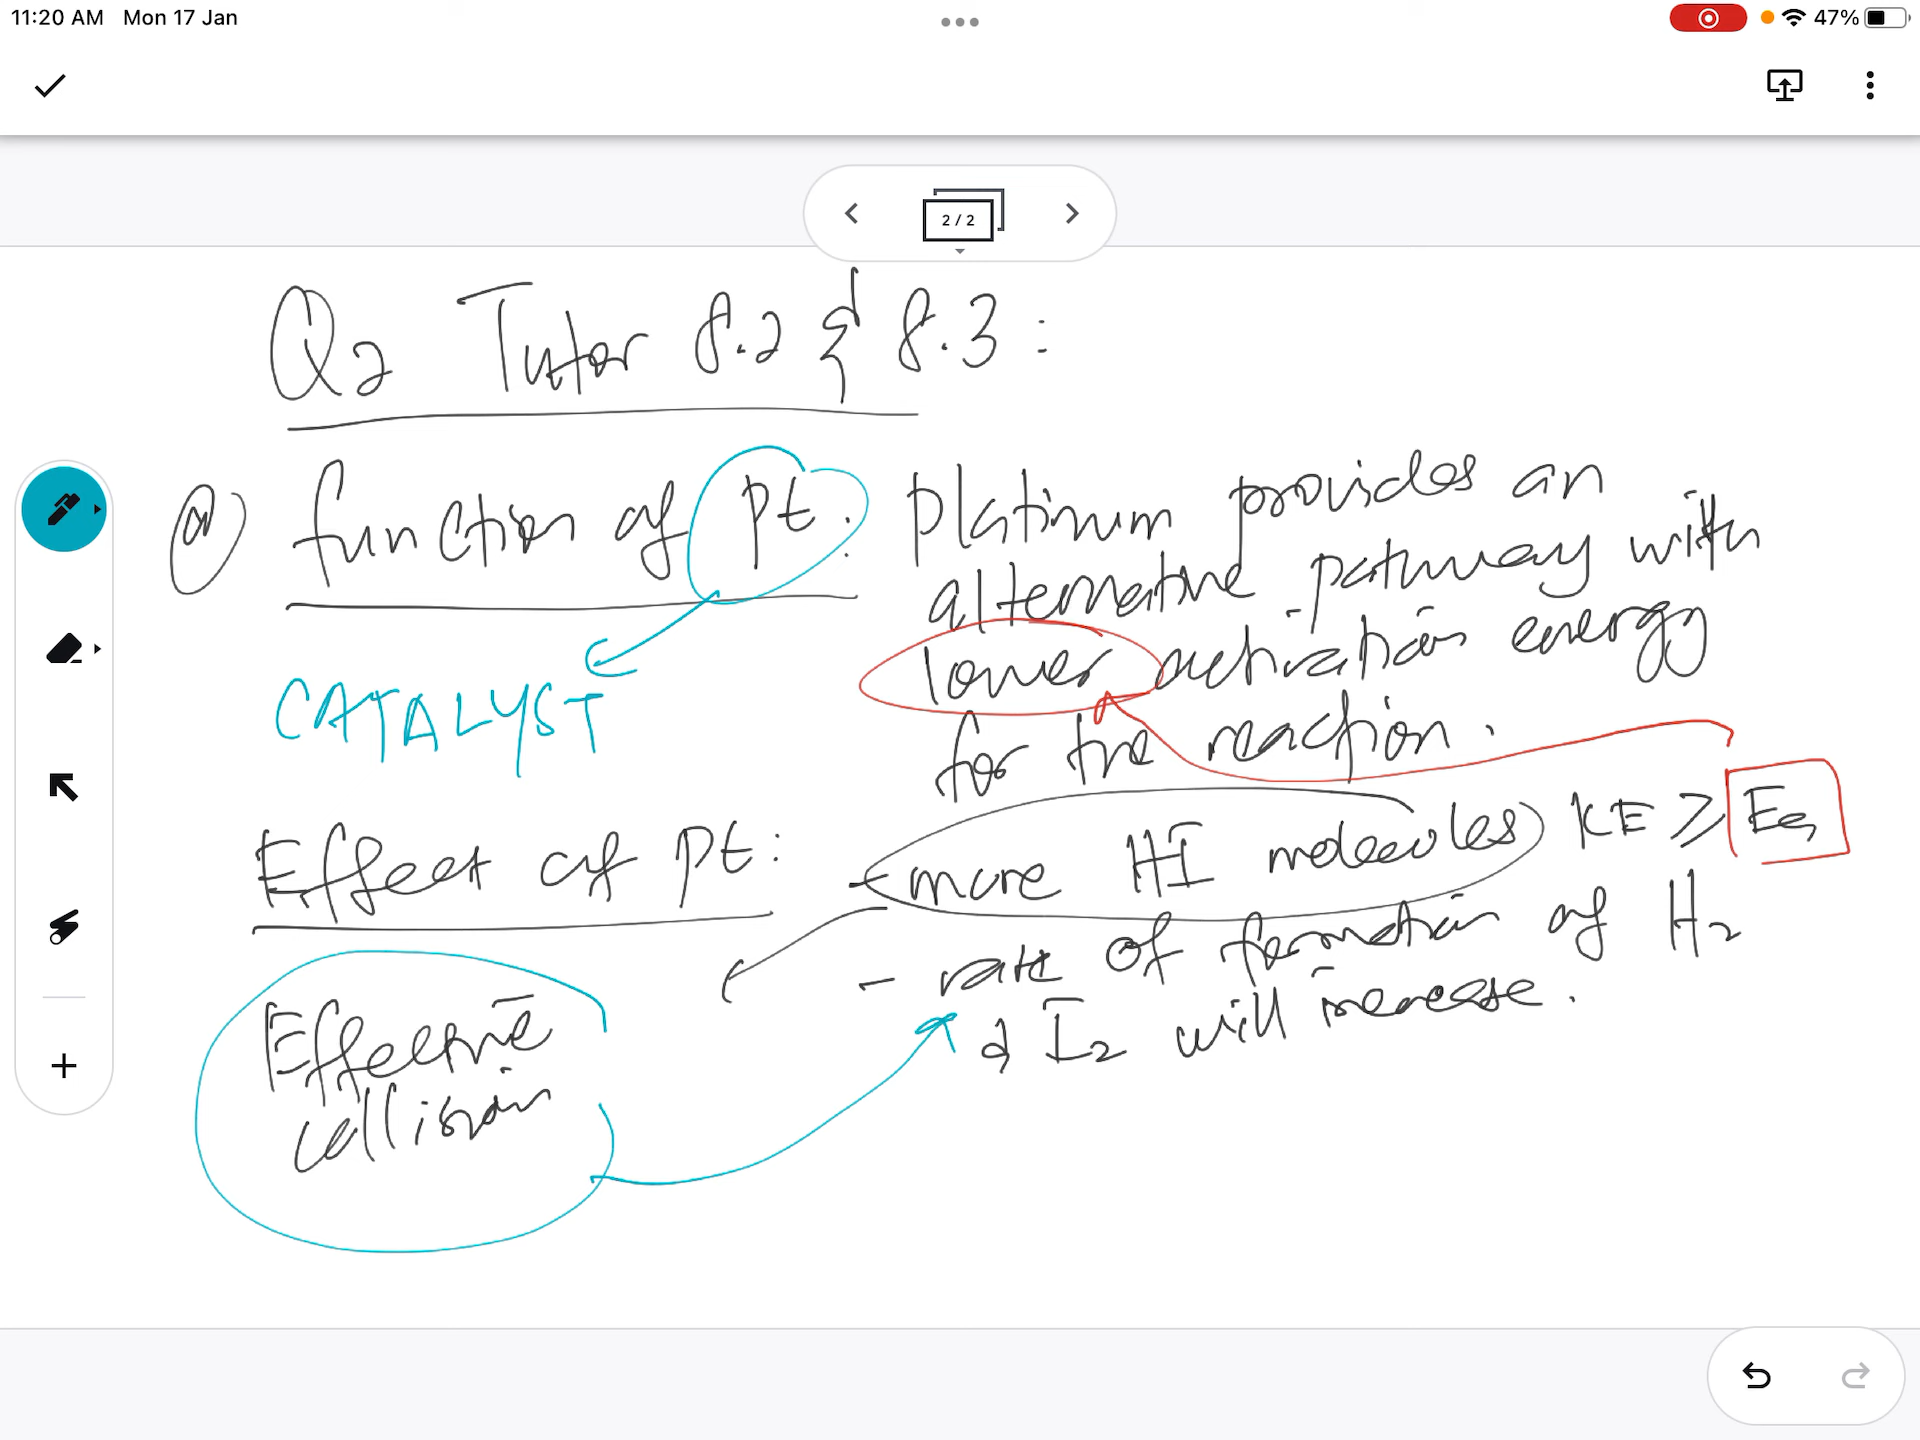 11:20 AM Mon 17 Jan
47%
2 / 2
Q2 Tutor 8.2 & 8.3 :
a) function of Pt : Platinum provides an
alternative pathway with
CATALYST
lower activation energy
for the reaction.
Effect of Pt :
- more HI molecules KE ≥ Ea
- rate of formation of H2
& I2 will increase.
Effective
collision